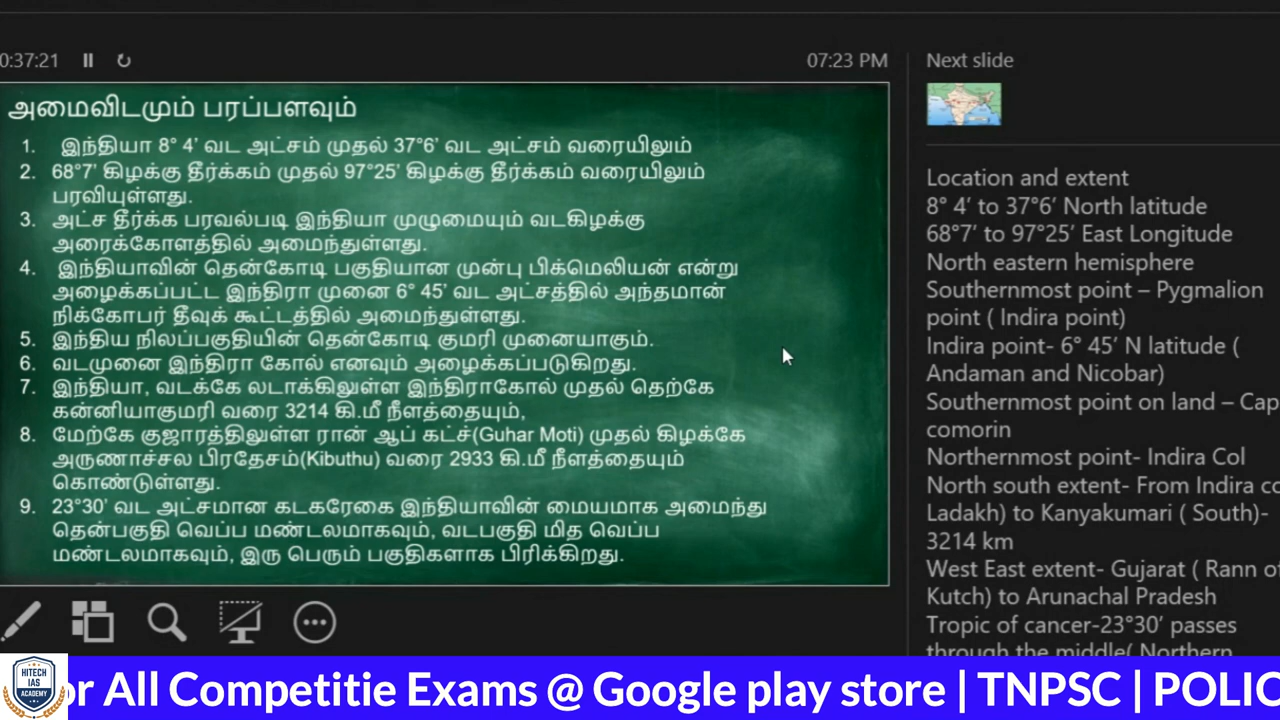 0:37:21
07:23 PM
Next slide
அமைவிடமும் பரப்பளவும்
1. இந்தியா 8° 4’ வட அட்சம் முதல் 37°6’ வட அட்சம் வரையிலும்
2. 68°7’ கிழக்கு தீர்க்கம் முதல் 97°25’ கிழக்கு தீர்க்கம் வரையிலும்
பரவியுள்ளது.
3. அட்ச தீர்க்க பரவல்படி இந்தியா முழுமையும் வடகிழக்கு
அரைக்கோளத்தில் அமைந்துள்ளது.
4. இந்தியாவின் தென்கோடி பகுதியான முன்பு பிக்மெலியன் என்று
அழைக்கப்பட்ட இந்திரா முனை 6° 45’ வட அட்சத்தில் அந்தமான்
நிக்கோபர் தீவுக் கூட்டத்தில் அமைந்துள்ளது.
5. இந்திய நிலப்பகுதியின் தென்கோடி குமரி முனையாகும்.
6. வடமுனை இந்திரா கோல் எனவும் அழைக்கப்படுகிறது.
7. இந்தியா, வடக்கே லடாக்கிலுள்ள இந்திராகோல் முதல் தெற்கே
கன்னியாகுமரி வரை 3214 கி.மீ நீளத்தையும்,
8. மேற்கே குஜாரத்திலுள்ள ரான் ஆப் கட்ச்(Guhar Moti) முதல் கிழக்கே
அருணாச்சல பிரதேசம்(Kibuthu) வரை 2933 கி.மீ நீளத்தையும்
கொண்டுள்ளது.
9. 23°30’ வட அட்சமான கடகரேகை இந்தியாவின் மையமாக அமைந்து
தென்பகுதி வெப்ப மண்டலமாகவும், வடபகுதி மித வெப்ப
மண்டலமாகவும், இரு பெரும் பகுதிகளாக பிரிக்கிறது.
Location and extent
8° 4’ to 37°6’ North latitude
68°7’ to 97°25’ East Longitude
North eastern hemisphere
Southernmost point – Pygmalion
point ( Indira point)
Indira point- 6° 45’ N latitude (
Andaman and Nicobar)
Southernmost point on land – Cap
comorin
Northernmost point- Indira Col
North south extent- From Indira co
Ladakh) to Kanyakumari ( South)-
3214 km
West East extent- Gujarat ( Rann of
Kutch) to Arunachal Pradesh
Tropic of cancer-23°30’ passes
through the middle( Northern
HITECH
IAS
ACADEMY
or All Competitie Exams @ Google play store | TNPSC | POLIC